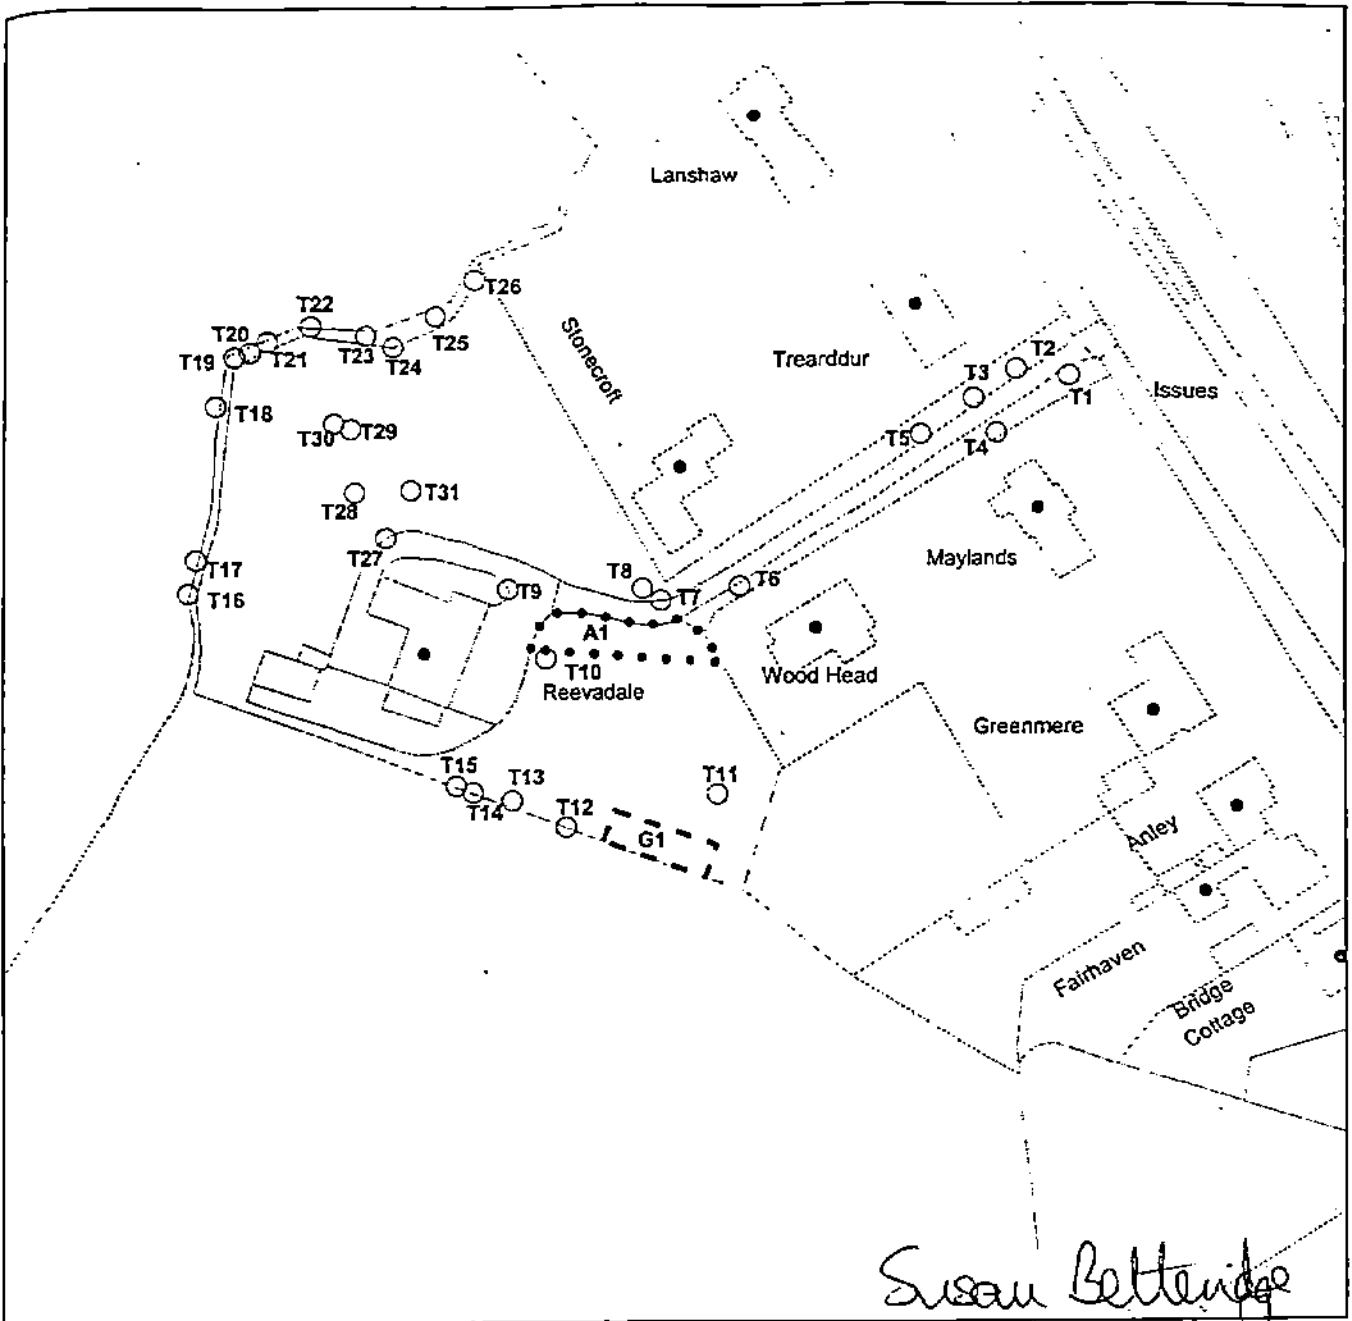 Lanshaw
T26
T22
T25
T20
T21
T23
T24
T19
Stonecroft
Trearddur
T2
T3
T1
Issues
T18
T30
T29
T5
T4
T28
T31
Maylands
T27
T17
T16
T9
T8
T7
T6
A1
T10
Reevadale
Wood Head
Greenmere
T15
T14
T13
T12
T11
G1
Anley
Fairhaven
Bridge
Cottage
Susan Betteridge